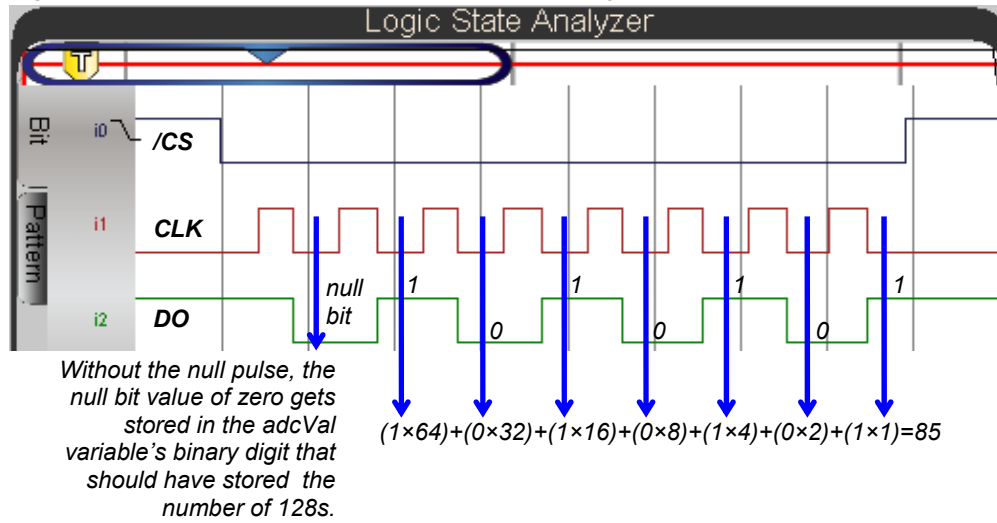 Logic State Analyzer
T
Bit
Pattern
i0 /CS
i1 CLK
null
bit
1 1 1 1
i2 DO
0 0 0
Without the null pulse, the
null bit value of zero gets
stored in the adcVal
variable's binary digit that
should have stored the
number of 128s.
(1×64)+(0×32)+(1×16)+(0×8)+(1×4)+(0×2)+(1×1)=85